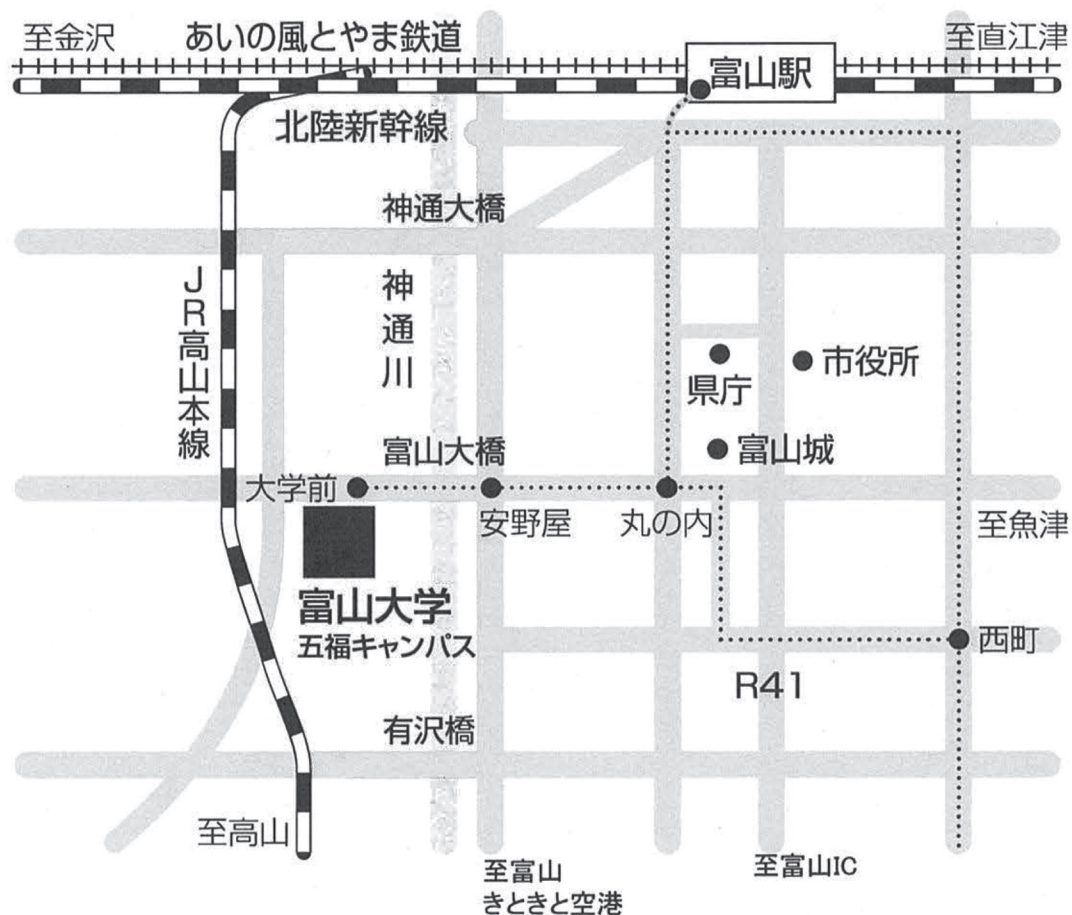 至金沢
あいの風とやま鉄道
至直江津
富山駅
北陸新幹線
神通大橋
JR高山本線
神通川
県庁
市役所
富山大橋
富山城
大学前
安野屋
丸の内
至魚津
富山大学
五福キャンパス
西町
R41
有沢橋
至高山
至富山
きときと空港
至富山IC